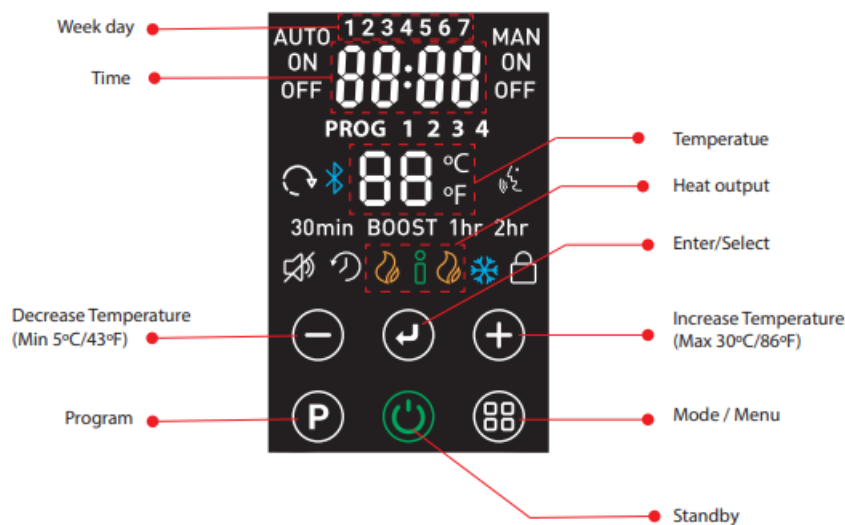 Week day
1 2 3 4 5 6 7
AUTO
MAN
ON
ON
Time
88:88
OFF
OFF
PROG 1 2 3 4
Temperatue
88
ºC
ºF
Heat output
30min BOOST 1hr 2hr
Enter/Select
Decrease Temperature
(Min 5ºC/43ºF)
Increase Temperature
(Max 30ºC/86ºF)
Program
P
Mode / Menu
Standby